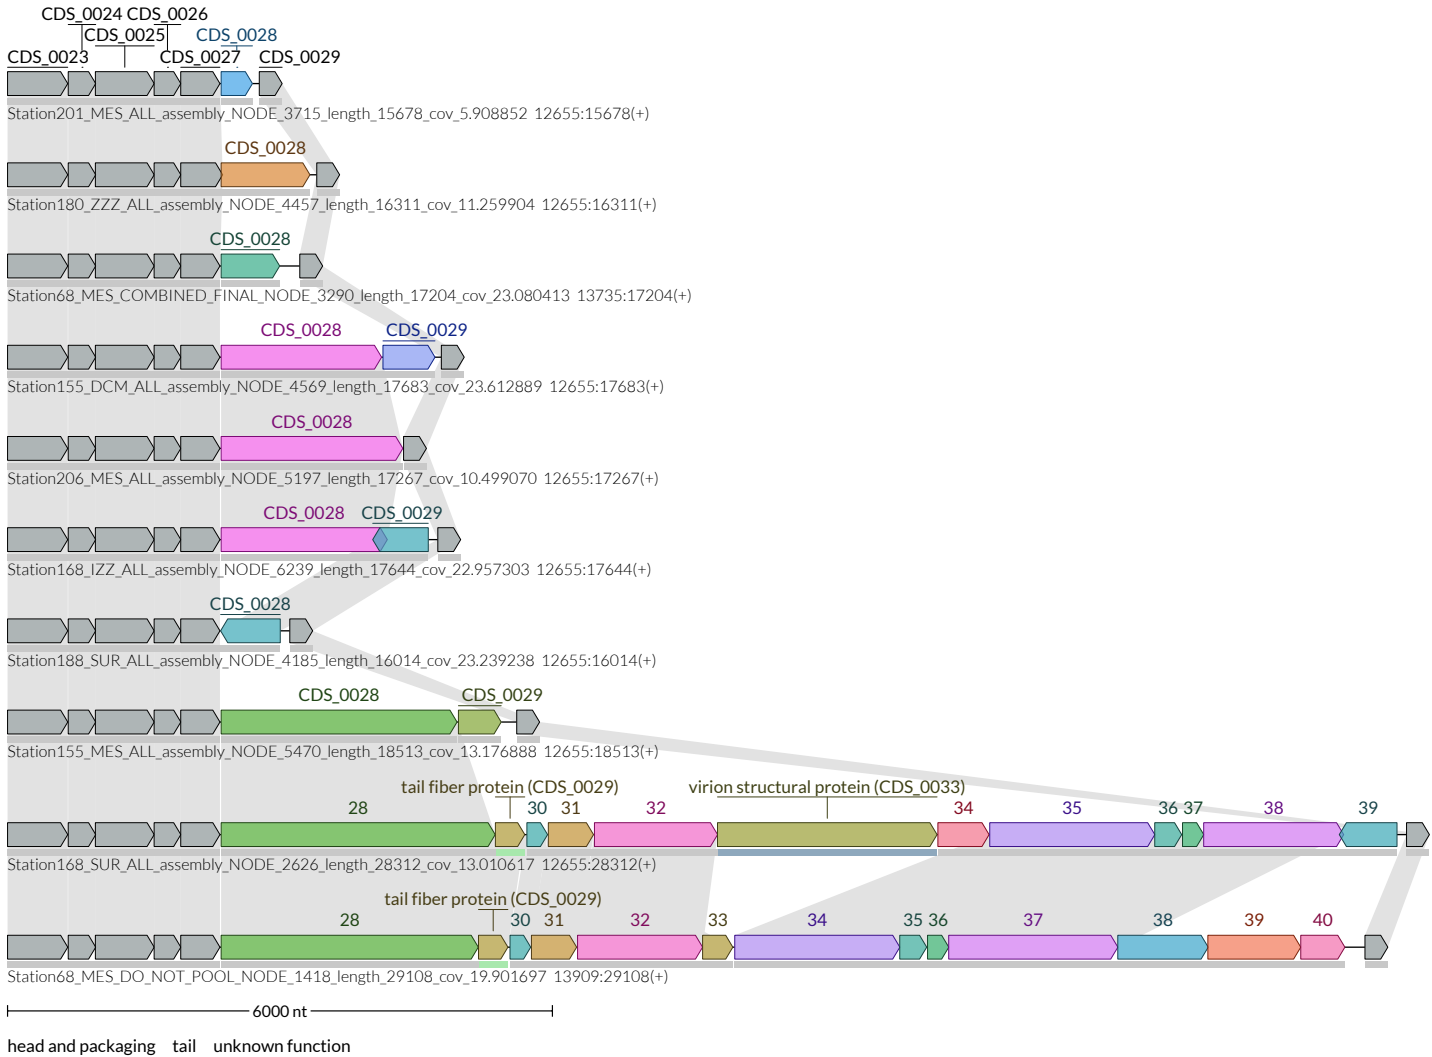 CDS_0024 CDS_0026
CDS_0025 CDS_0028
CDS_0023 CDS_0027 CDS_0029
Station201_MES_ALL_assembly_NODE_3715_length_15678_cov_5.908852 12655:15678(+)
CDS_0028
Station180_ZZZ_ALL_assembly_NODE_4457_length_16311_cov_11.259904 12655:16311(+)
CDS_0028
Station68_MES_COMBINED_FINAL_NODE_3290_length_17204_cov_23.080413 13735:17204(+)
CDS_0028 CDS_0029
Station155_DCM_ALL_assembly_NODE_4569_length_17683_cov_23.612889 12655:17683(+)
CDS_0028
Station206_MES_ALL_assembly_NODE_5197_length_17267_cov_10.499070 12655:17267(+)
CDS_0028 CDS_0029
Station168_IZZ_ALL_assembly_NODE_6239_length_17644_cov_22.957303 12655:17644(+)
CDS_0028
Station188_SUR_ALL_assembly_NODE_4185_length_16014_cov_23.239238 12655:16014(+)
CDS_0028 CDS_0029
Station155_MES_ALL_assembly_NODE_5470_length_18513_cov_13.176888 12655:18513(+)
tail fiber protein (CDS_0029) virion structural protein (CDS_0033)
28 30 31 32 34 35 36 37 38 39
Station168_SUR_ALL_assembly_NODE_2626_length_28312_cov_13.010617 12655:28312(+)
tail fiber protein (CDS_0029)
28 30 31 32 33 34 35 36 37 38 39 40
Station68_MES_DO_NOT_POOL_NODE_1418_length_29108_cov_19.901697 13909:29108(+)
6000 nt
head and packaging tail unknown function